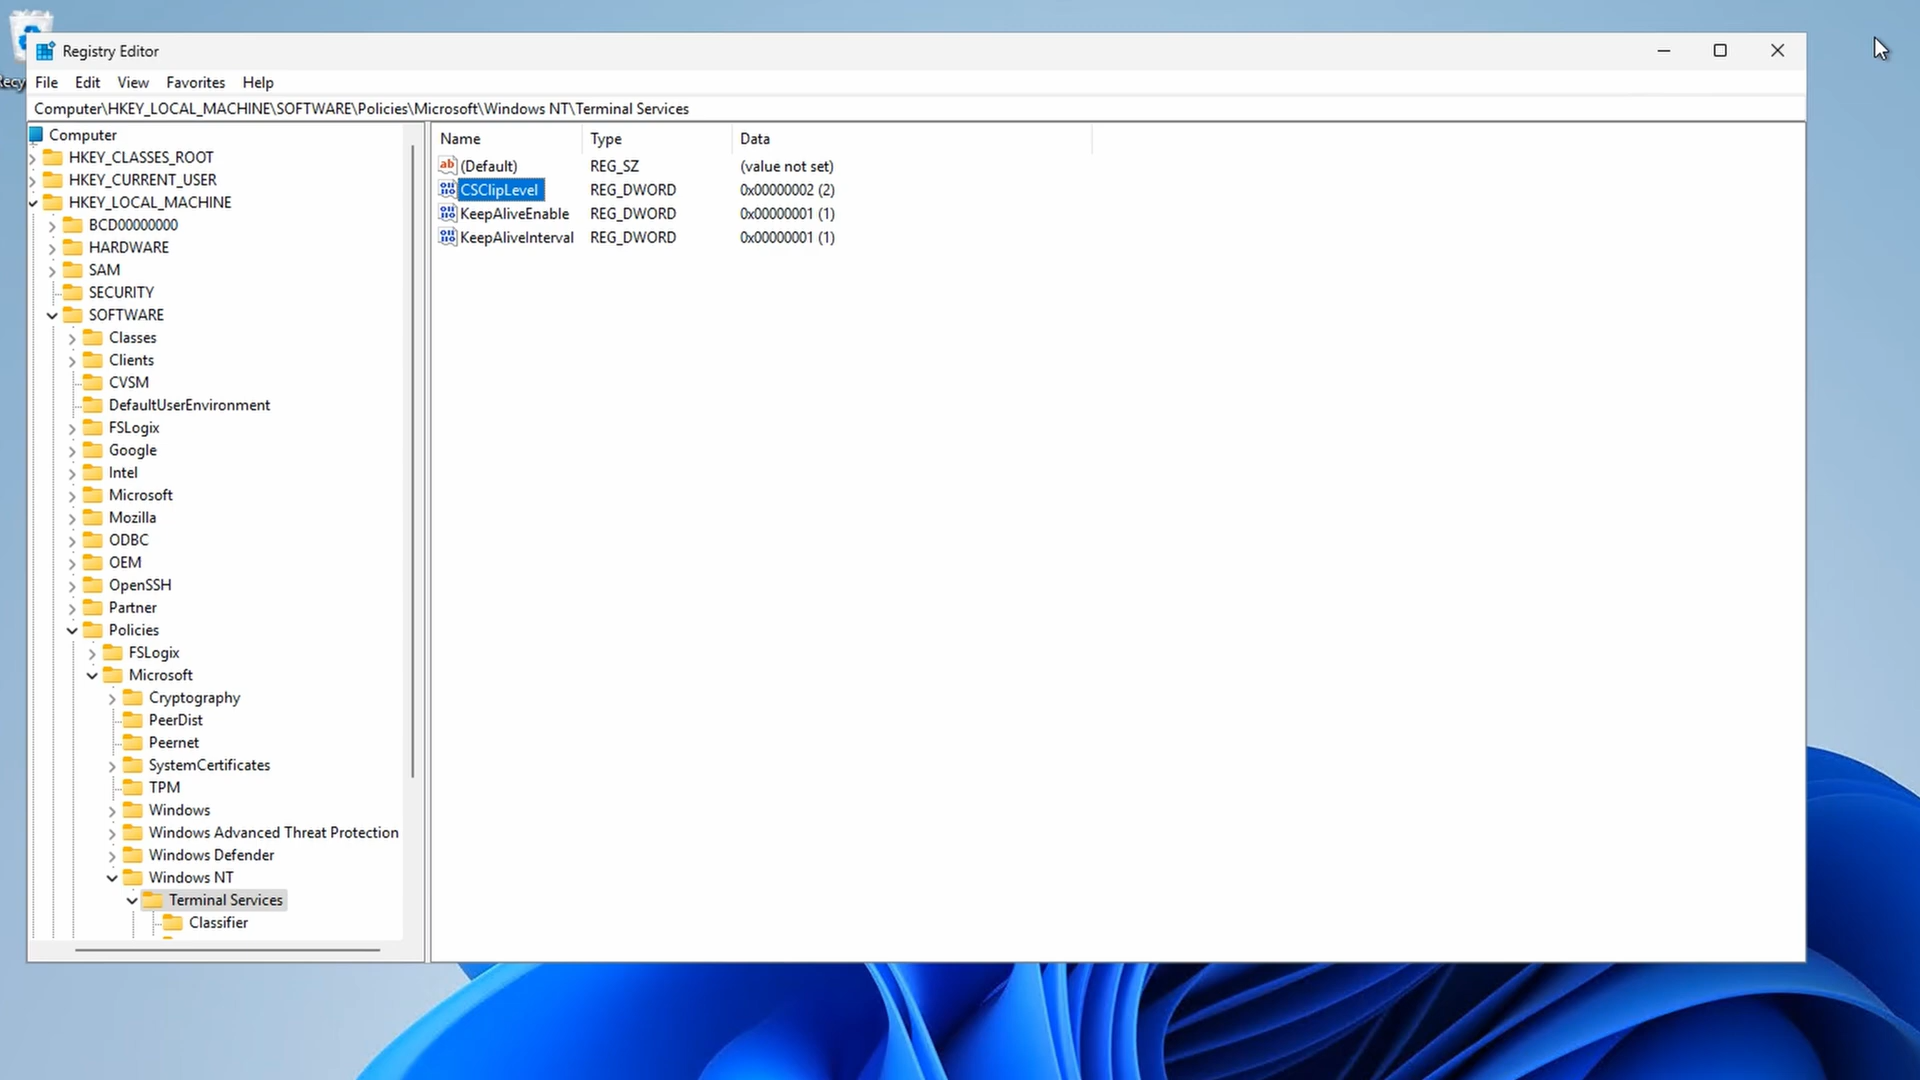 Registry Editor
File Edit View Favorites Help
Computer\HKEY_LOCAL_MACHINE\SOFTWARE\Policies\Microsoft\Windows NT\Terminal Services
Computer
HKEY_CLASSES_ROOT
HKEY_CURRENT_USER
HKEY_LOCAL_MACHINE
BCD00000000
HARDWARE
SAM
SECURITY
SOFTWARE
Classes
Clients
CVSM
DefaultUserEnvironment
FSLogix
Google
Intel
Microsoft
Mozilla
ODBC
OEM
OpenSSH
Partner
Policies
FSLogix
Microsoft
Cryptography
PeerDist
Peernet
SystemCertificates
TPM
Windows
Windows Advanced Threat Protection
Windows Defender
Windows NT
Terminal Services
Classifier
Name Type Data
(Default) REG_SZ (value not set)
CSClipLevel REG_DWORD 0x00000002 (2)
KeepAliveEnable REG_DWORD 0x00000001 (1)
KeepAliveInterval REG_DWORD 0x00000001 (1)